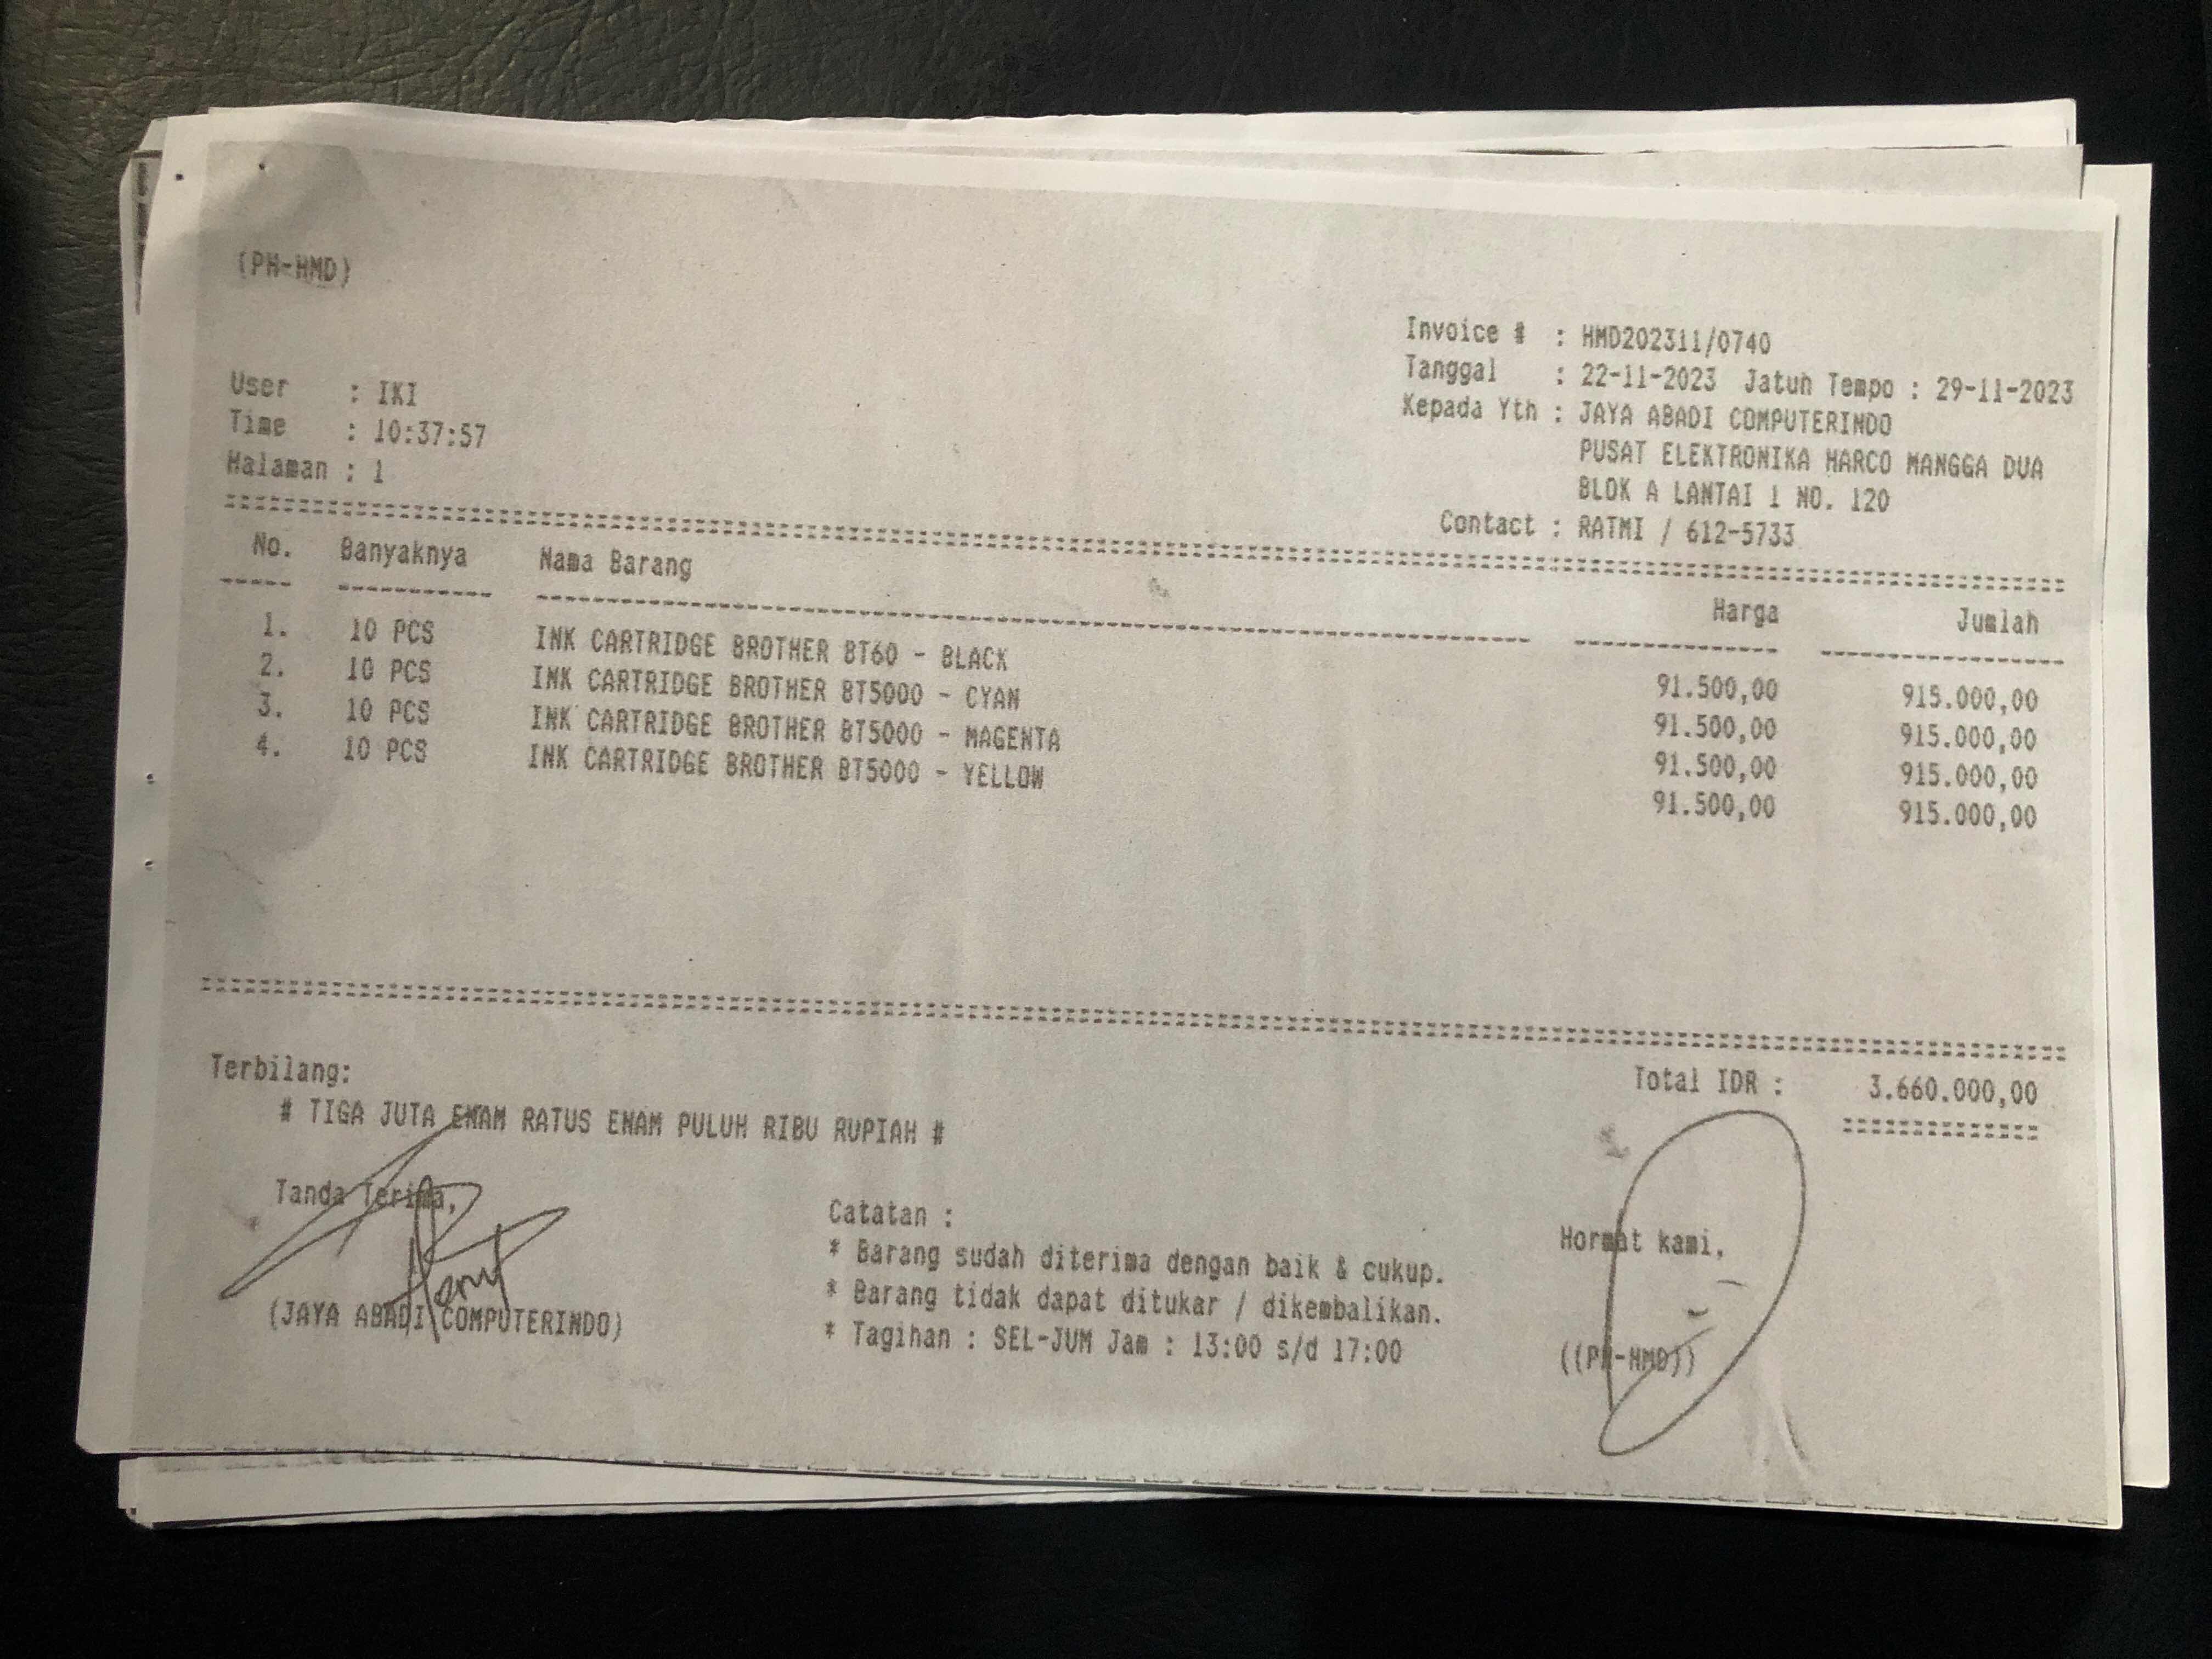 (PH-HMD)
Invoice # : HMD202311/0740
Tanggal : 22-11-2023 Jatuh Tempo : 29-11-2023
Kepada Yth : JAYA ABADI COMPUTERINDO
PUSAT ELEKTRONIKA HARCO MANGGA DUA
BLOK A LANTAI 1 NO. 120
Contact : RATMI / 612-5733
User : IKI
Time : 10:37:57
Halaman : 1
No. Banyaknya Nama Barang Harga Jumlah
1. 10 PCS INK CARTRIDGE BROTHER BT60 - BLACK 91.500,00 915.000,00
2. 10 PCS INK CARTRIDGE BROTHER BT5000 - CYAN 91.500,00 915.000,00
3. 10 PCS INK CARTRIDGE BROTHER BT5000 - MAGENTA 91.500,00 915.000,00
4. 10 PCS INK CARTRIDGE BROTHER BT5000 - YELLOW 91.500,00 915.000,00
Terbilang: Total IDR : 3.660.000,00
# TIGA JUTA ENAM RATUS ENAM PULUH RIBU RUPIAH #
Tanda Terima,
(JAYA ABADI COMPUTERINDO)
Catatan :
* Barang sudah diterima dengan baik & cukup.
* Barang tidak dapat ditukar / dikembalikan.
* Tagihan : SEL-JUM Jam : 13:00 s/d 17:00
Hormat kami,
((PH-HMD))